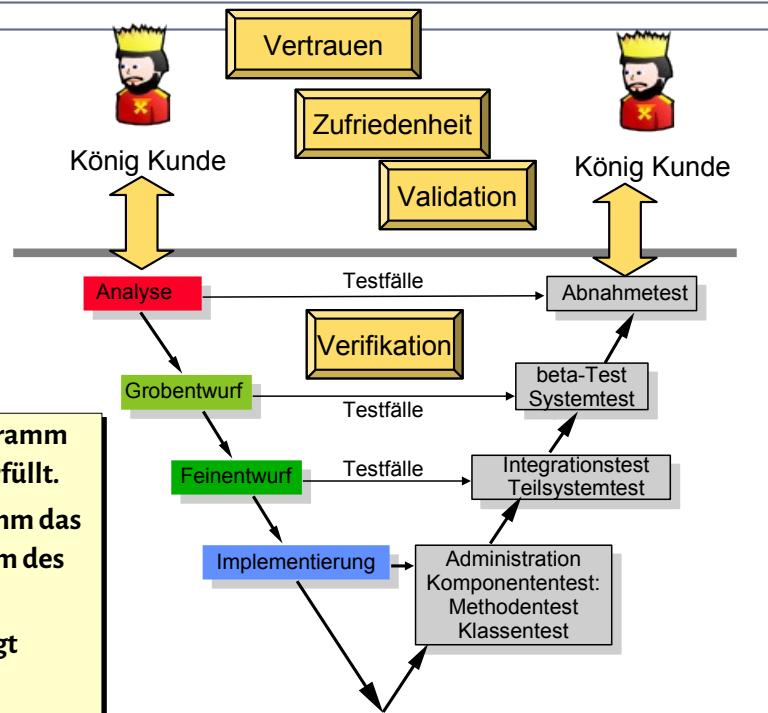 Vertrauen
Zufriedenheit
König Kunde
König Kunde
Validation
Analyse
Testfälle
Abnahmetest
Verifikation
Grobentwurf
Testfälle
beta-Test
Systemtest
Feinentwurf
Testfälle
Integrationstest
Teilsystemtest
Implementierung
Administration
Komponententest:
Methodentest
Klassentest
ramm
füllt.
m das
m des
gt